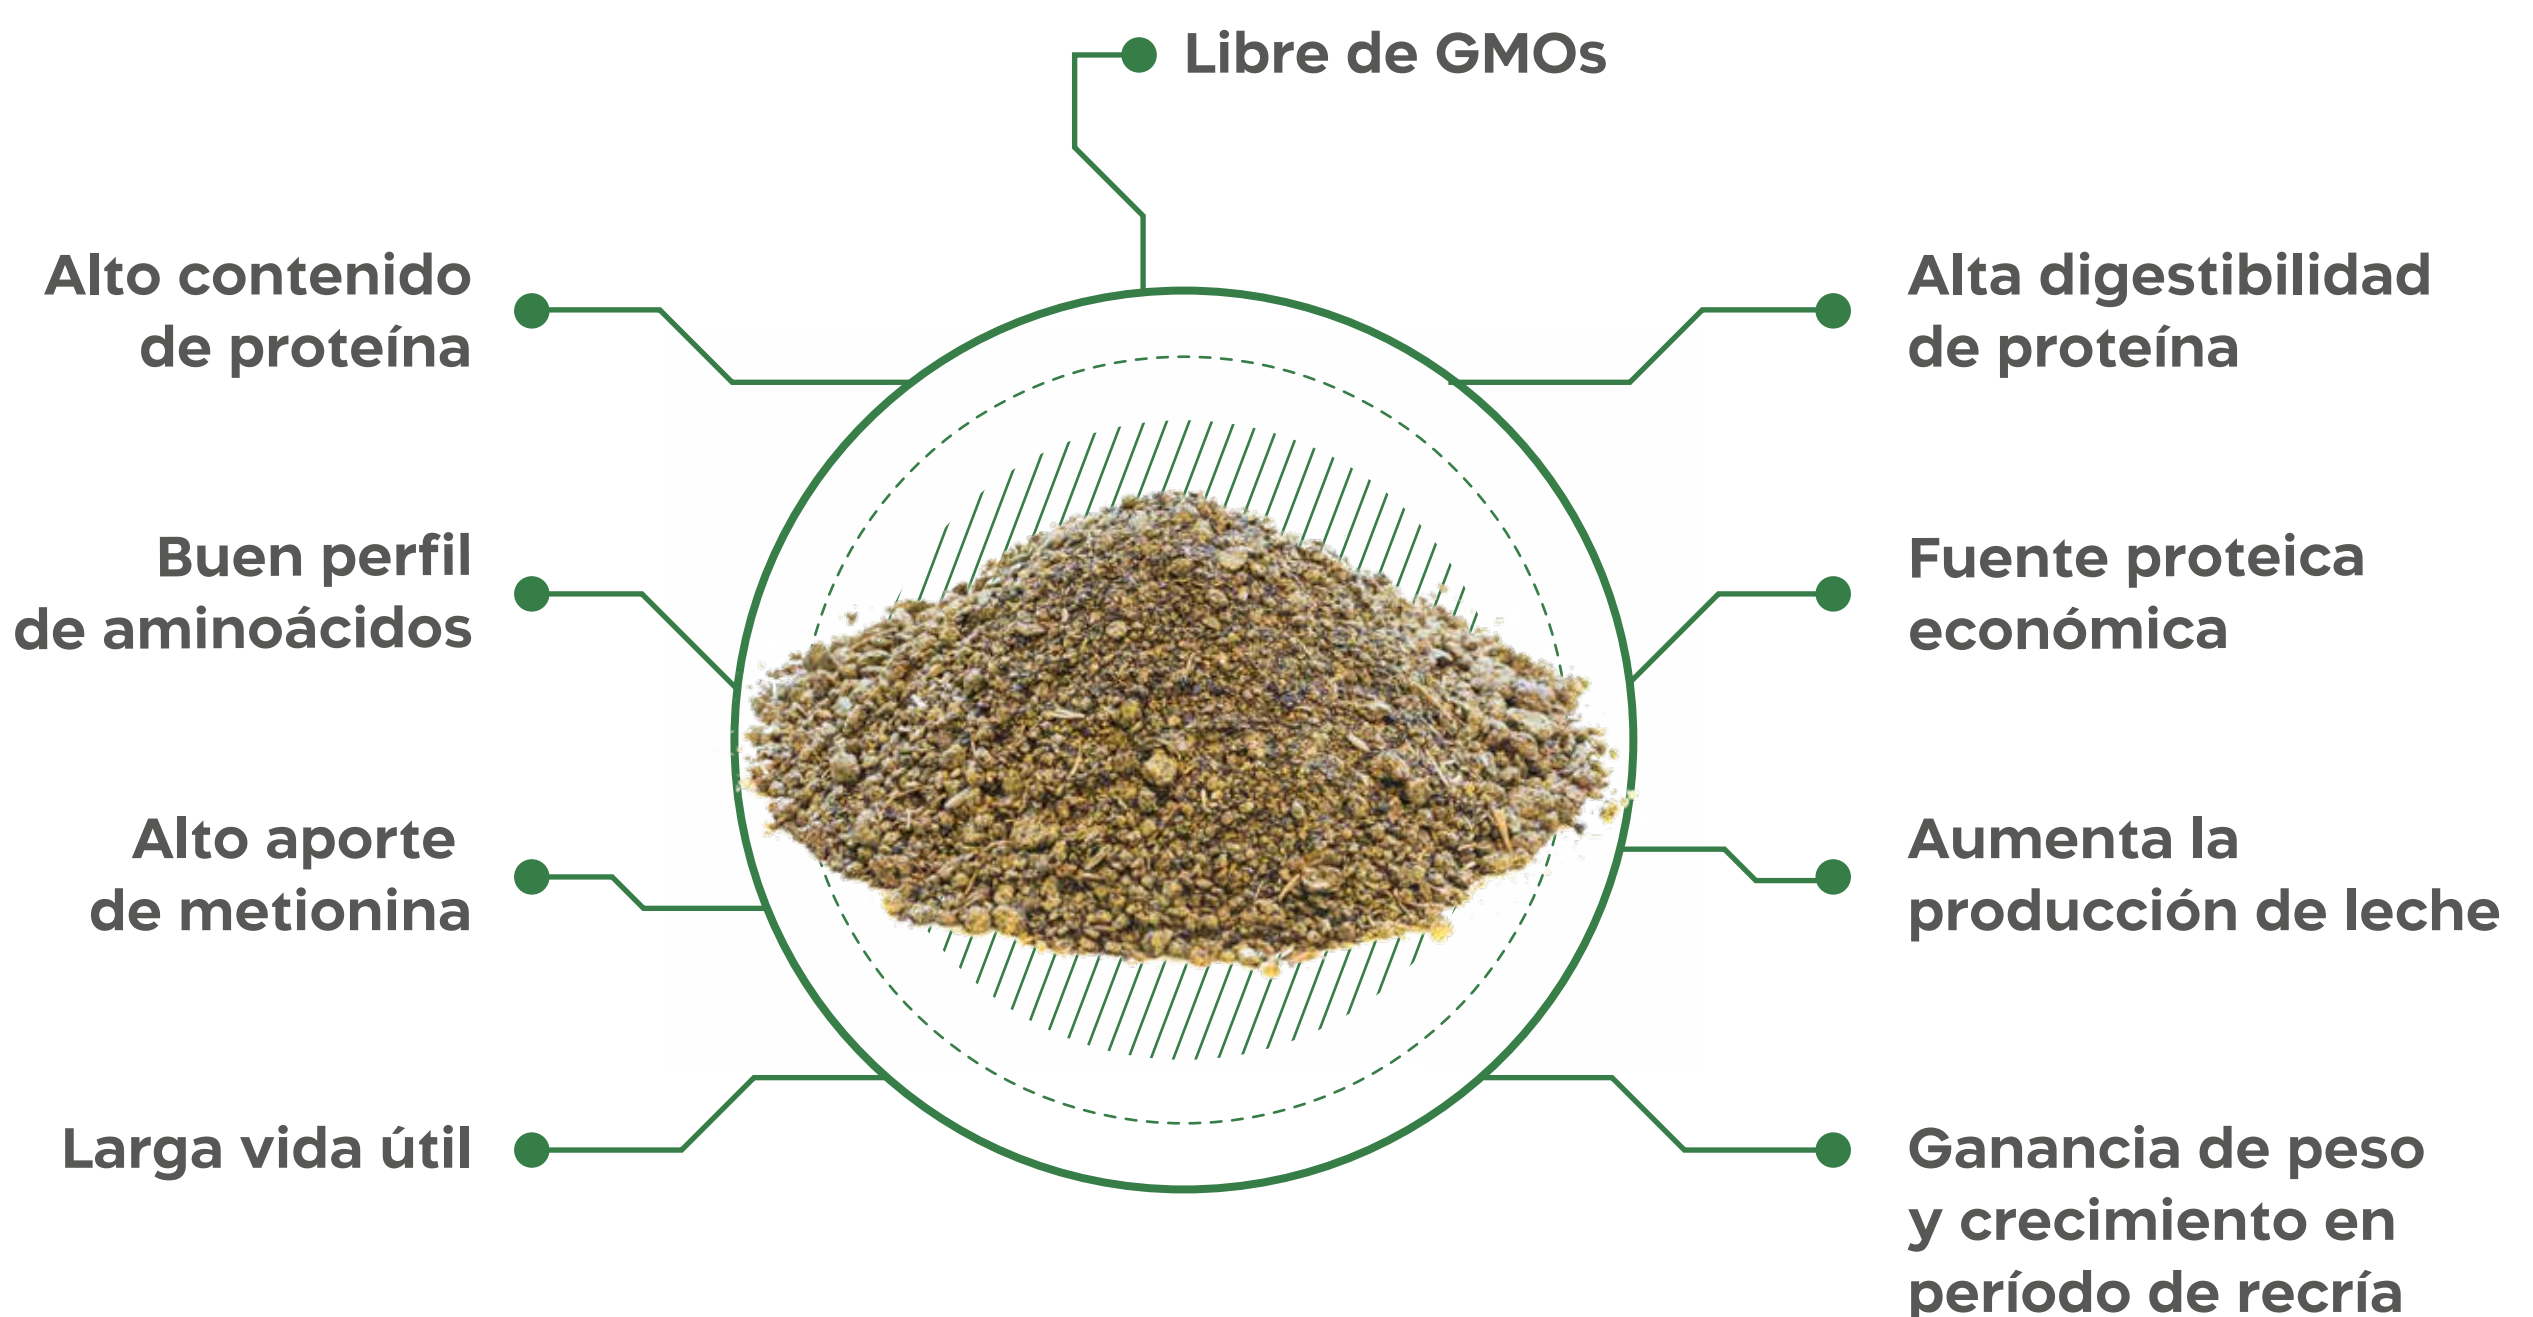 Libre de GMOs
Alto contenido
de proteína
Buen perfil
de aminoácidos
Alto aporte
de metionina
Larga vida útil
Alta digestibilidad
de proteína
Fuente proteica
económica
Aumenta la
producción de leche
Ganancia de peso
y crecimiento en
período de recría